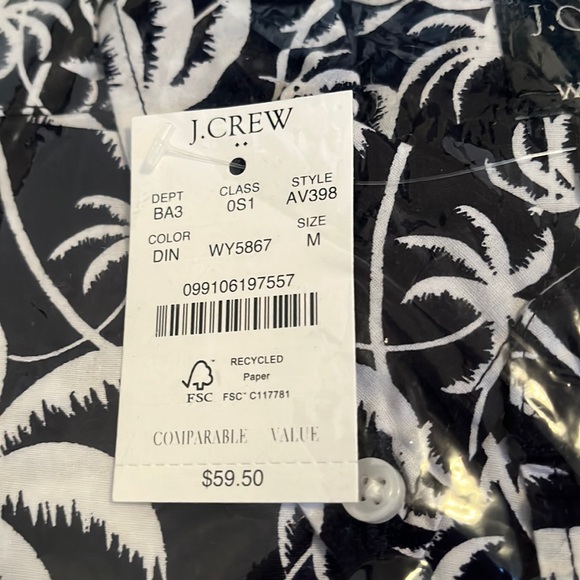 J.CREW
DEPT CLASS STYLE
BA3 0S1 AV398
COLOR SIZE
DIN WY5867 M
099106197557
RECYCLED
Paper
FSC FSC™ C117781
COMPARABLE VALUE
$59.50
J.C
W